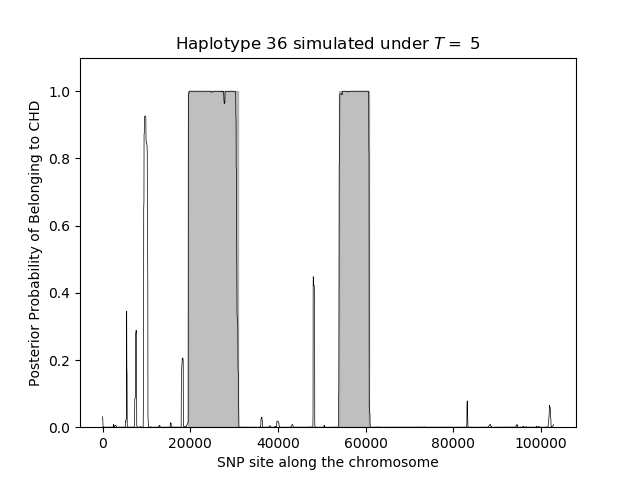 Haplotype 36 simulated under T = 5
Posterior Probability of Belonging to CHD
1.0
0.8
0.6
0.4
0.2
0.0
0 20000 40000 60000 80000 100000
SNP site along the chromosome